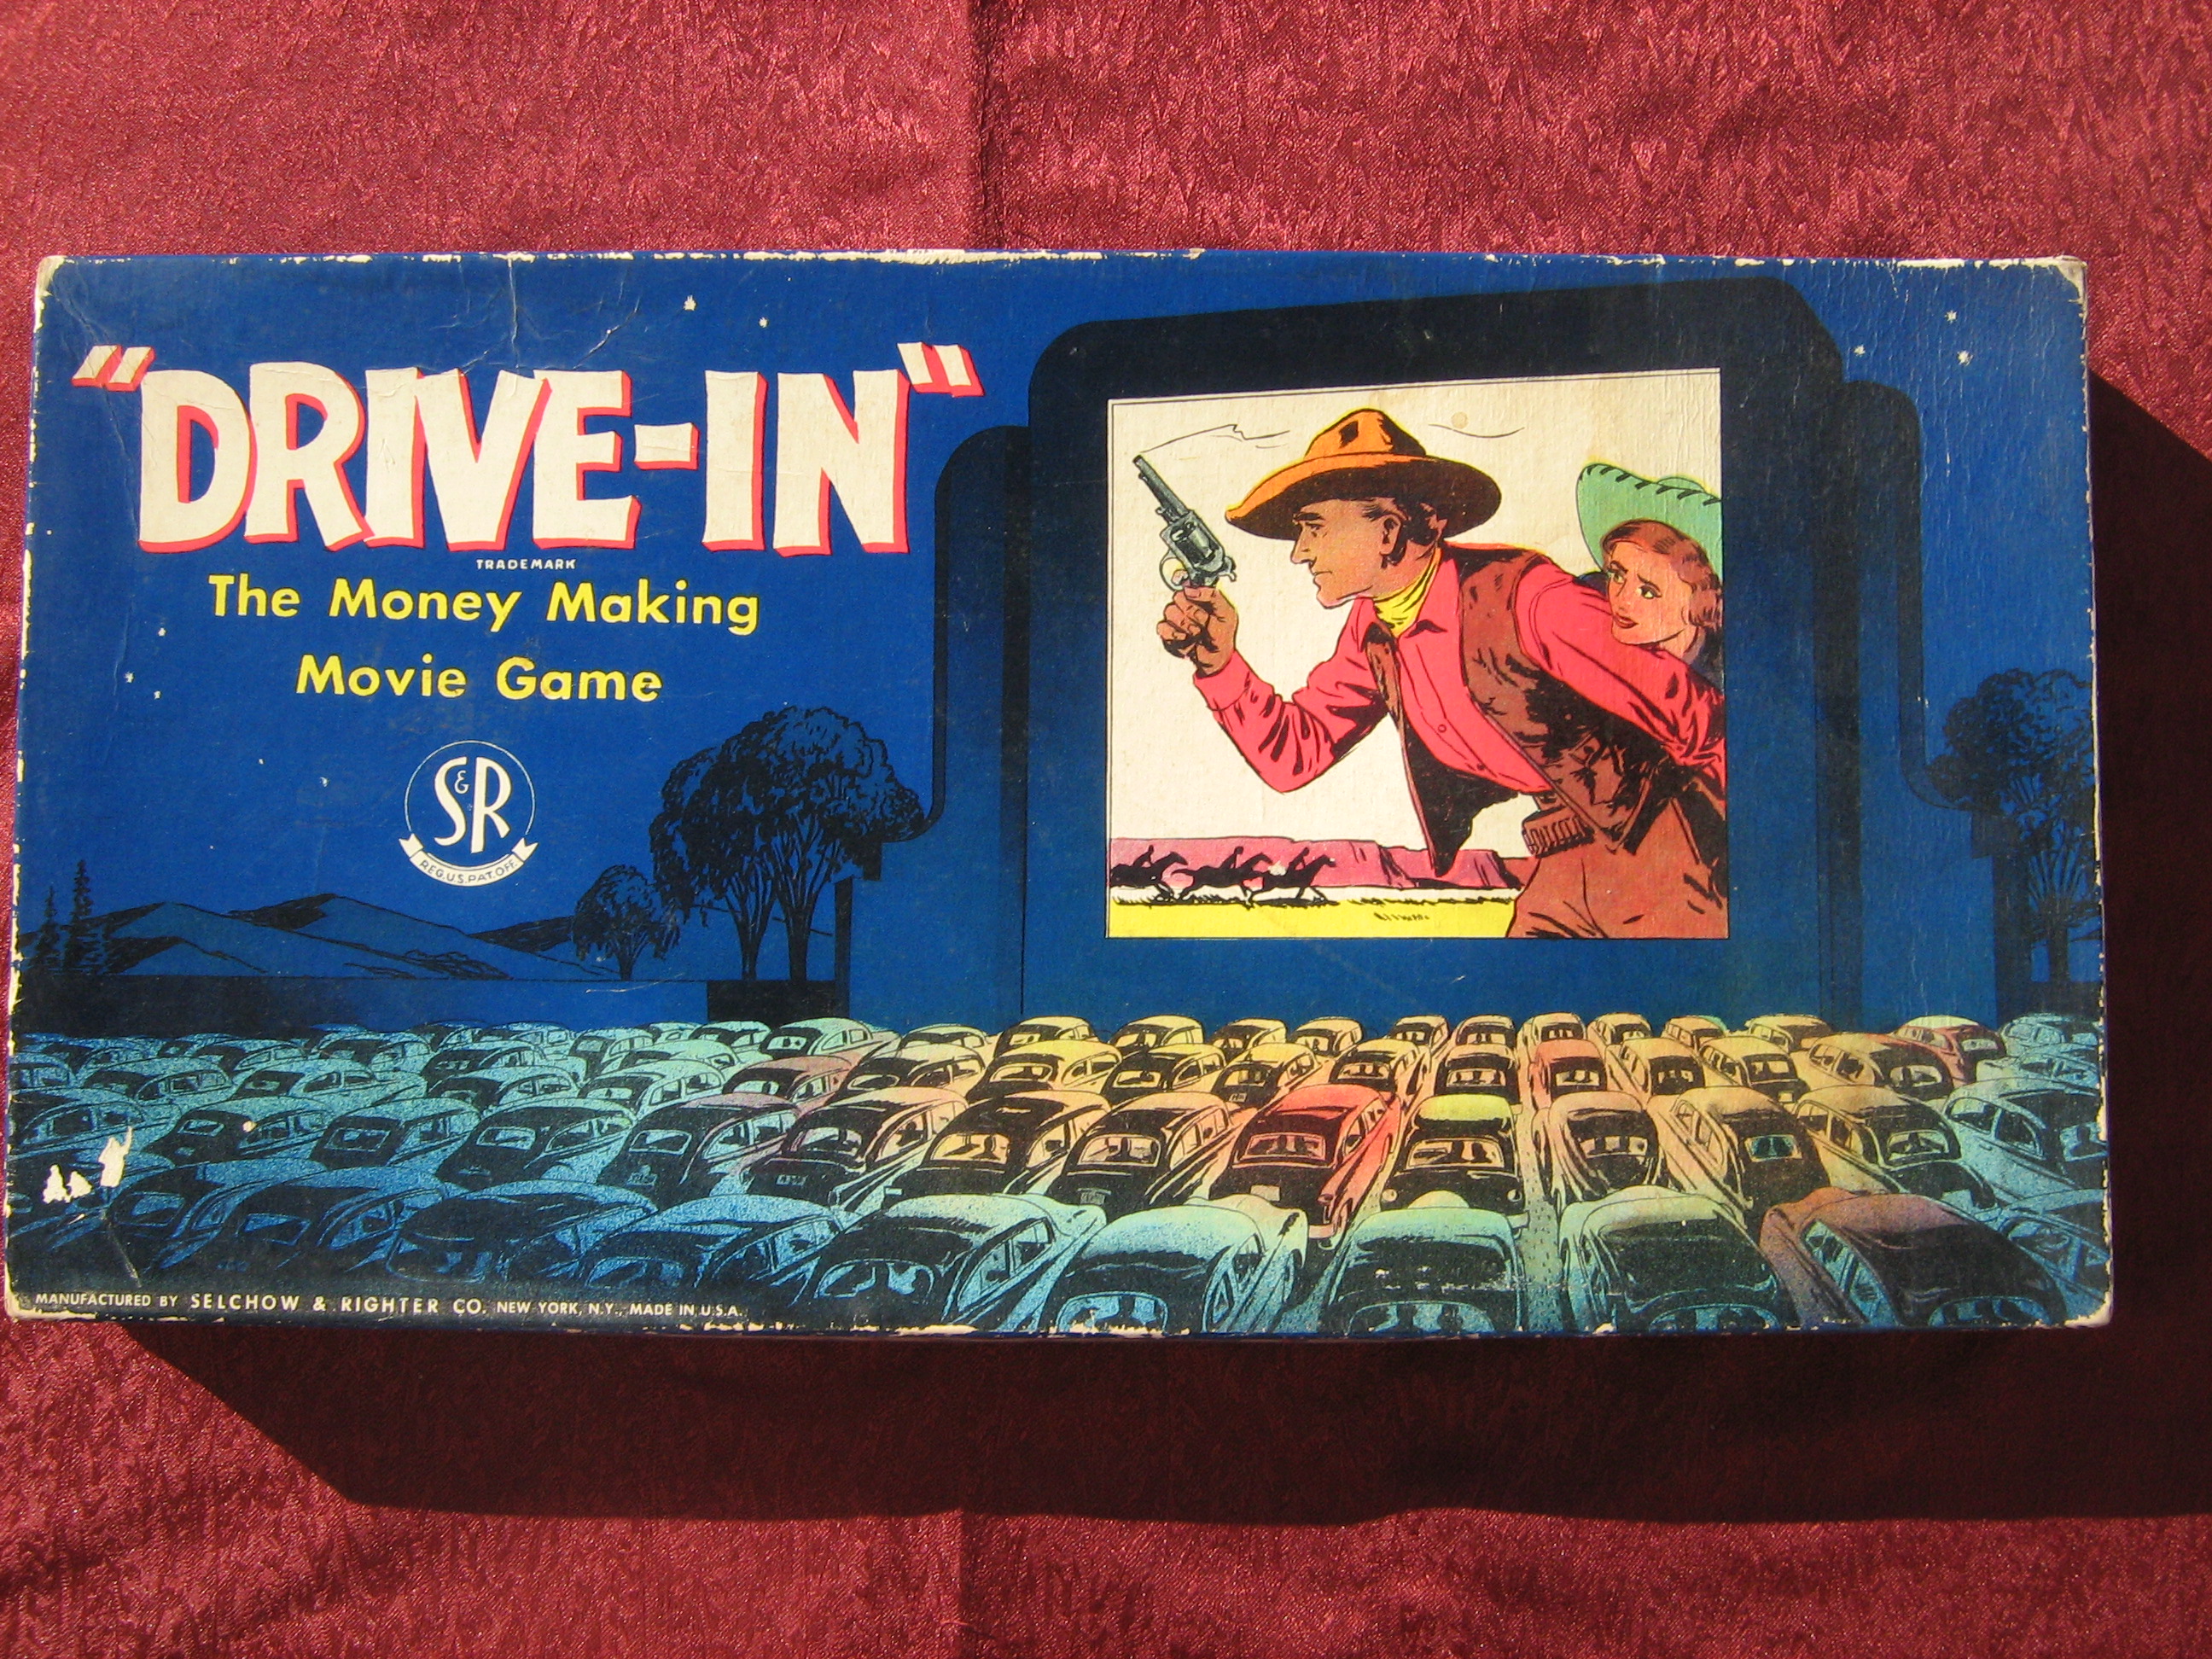 "DRIVE-IN"
TRADEMARK
The Money Making
Movie Game
S&R
REG.U.S.PAT.OFF.
MANUFACTURED BY SELCHOW & RIGHTER CO. NEW YORK, N.Y., MADE IN U.S.A.